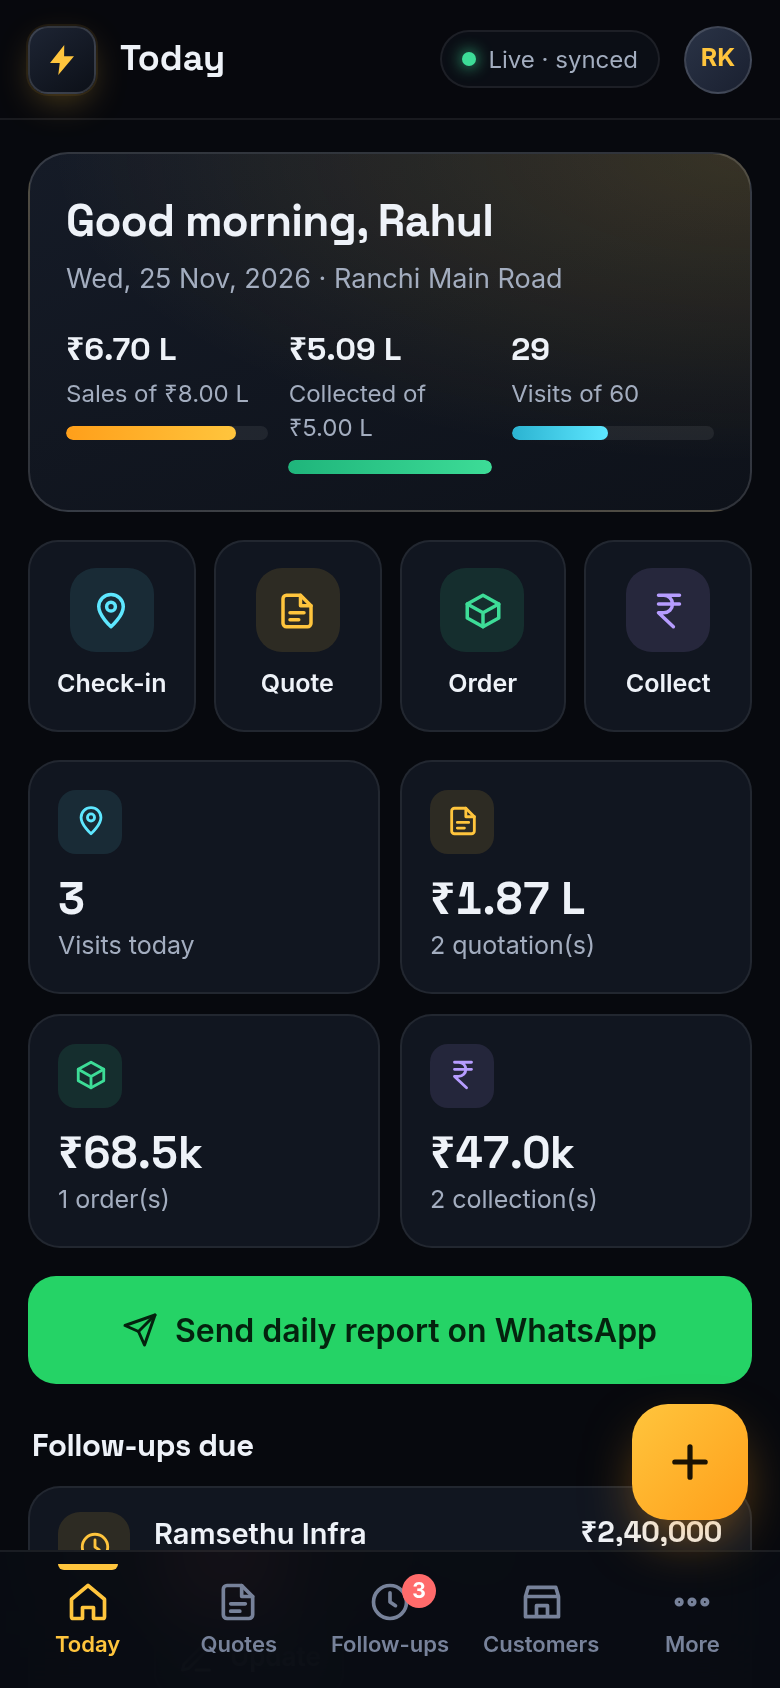 Today
Live · synced
RK
Good morning, Rahul
Wed, 25 Nov, 2026 · Ranchi Main Road
₹6.70 L
Sales of ₹8.00 L
₹5.09 L
Collected of
₹5.00 L
29
Visits of 60
Check-in
Quote
Order
Collect
3
Visits today
₹1.87 L
2 quotation(s)
₹68.5k
1 order(s)
₹47.0k
2 collection(s)
Send daily report on WhatsApp
Follow-ups due
Ramsethu Infra
₹2,40,000
Update
Today
Quotes
3
Follow-ups
Customers
More